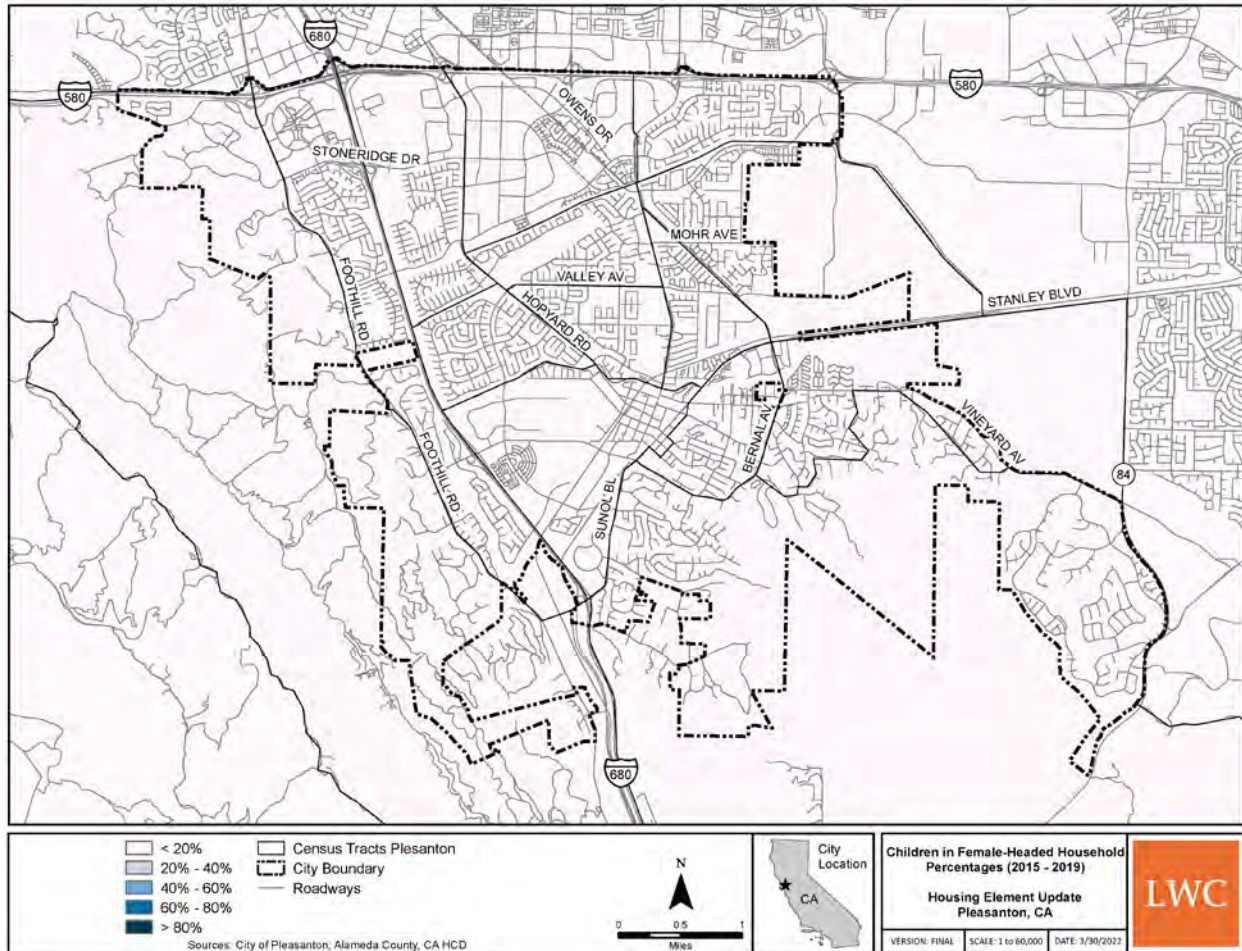 680
580
580
OWENS DR
STONERIDGE DR
MOHR AVE
VALLEY AV
FOOTHILL RD
HOPYARD RD
STANLEY BLVD
BERNAL AV
VINEYARD AV
FOOTHILL RD
84
SUNOL BL
680
< 20%
20% - 40%
40% - 60%
60% - 80%
> 80%
Census Tracts Plesanton
City Boundary
Roadways
Sources: City of Pleasanton; Alameda County, CA HCD
N
0 0.5 1
Miles
City
Location
CA
Children in Female-Headed Household
Percentages (2015 - 2019)
Housing Element Update
Pleasanton, CA
VERSION: FINAL SCALE: 1 to 60,000 DATE: 3/30/2022
LWC